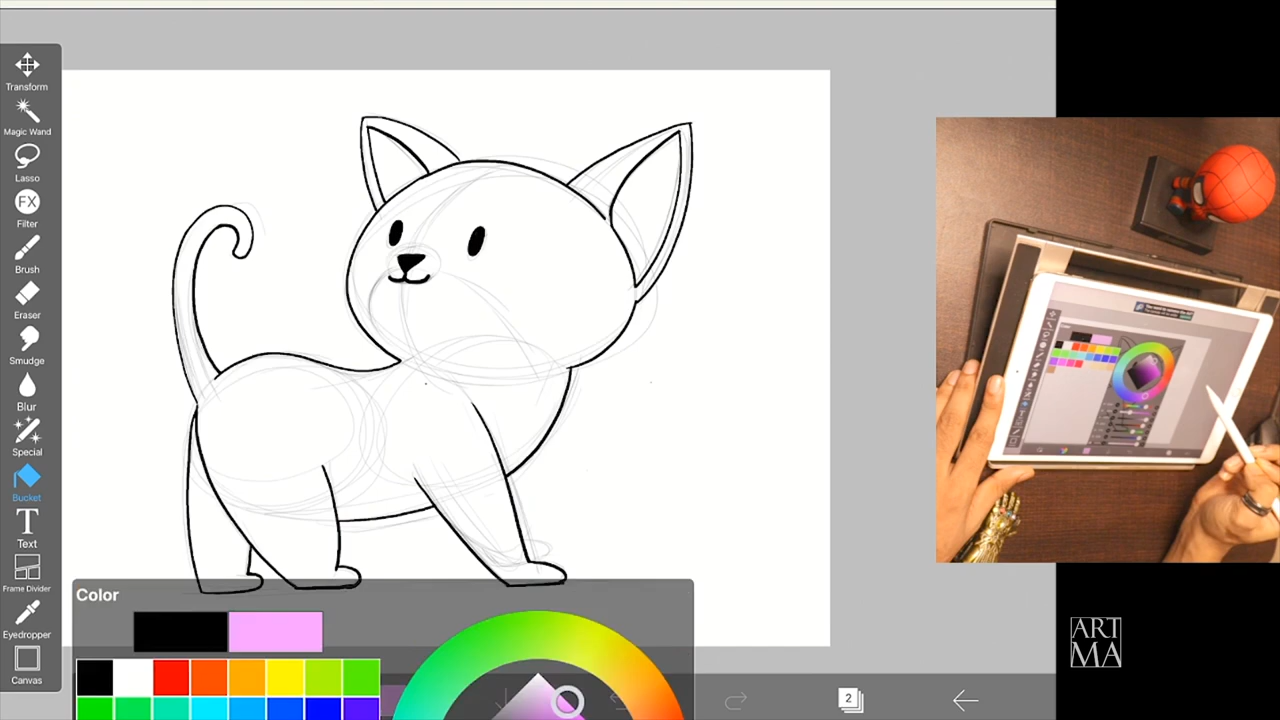 Transform
Magic Wand
Lasso
FX
Filter
Brush
Eraser
Smudge
Blur
Special
Bucket
T
Text
Frame Divider
Eyedropper
Canvas
Color
2
ART
MA